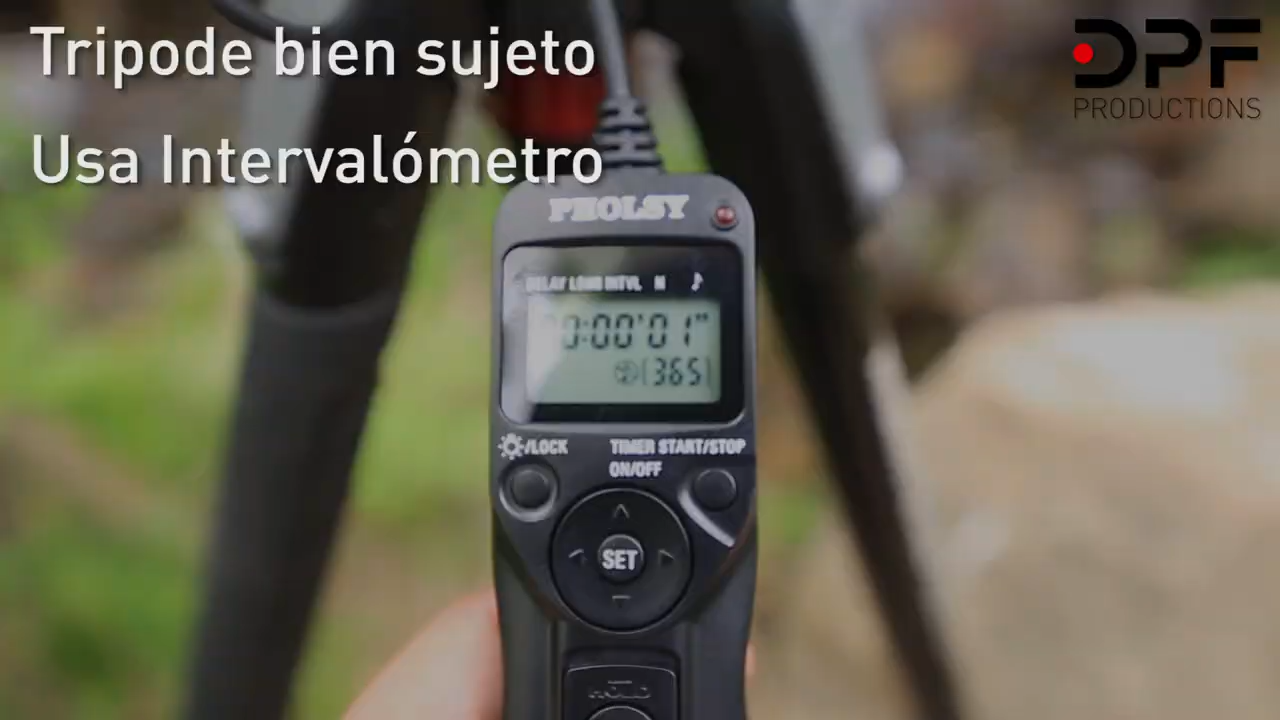 Tripode bien sujeto
Usa Intervalómetro
DPF
PRODUCTIONS
PHOLSY
DELAY LONG INTVL N
0:00'01"
(365)
/LOCK
TIMER START/STOP
ON/OFF
SET
HOLD